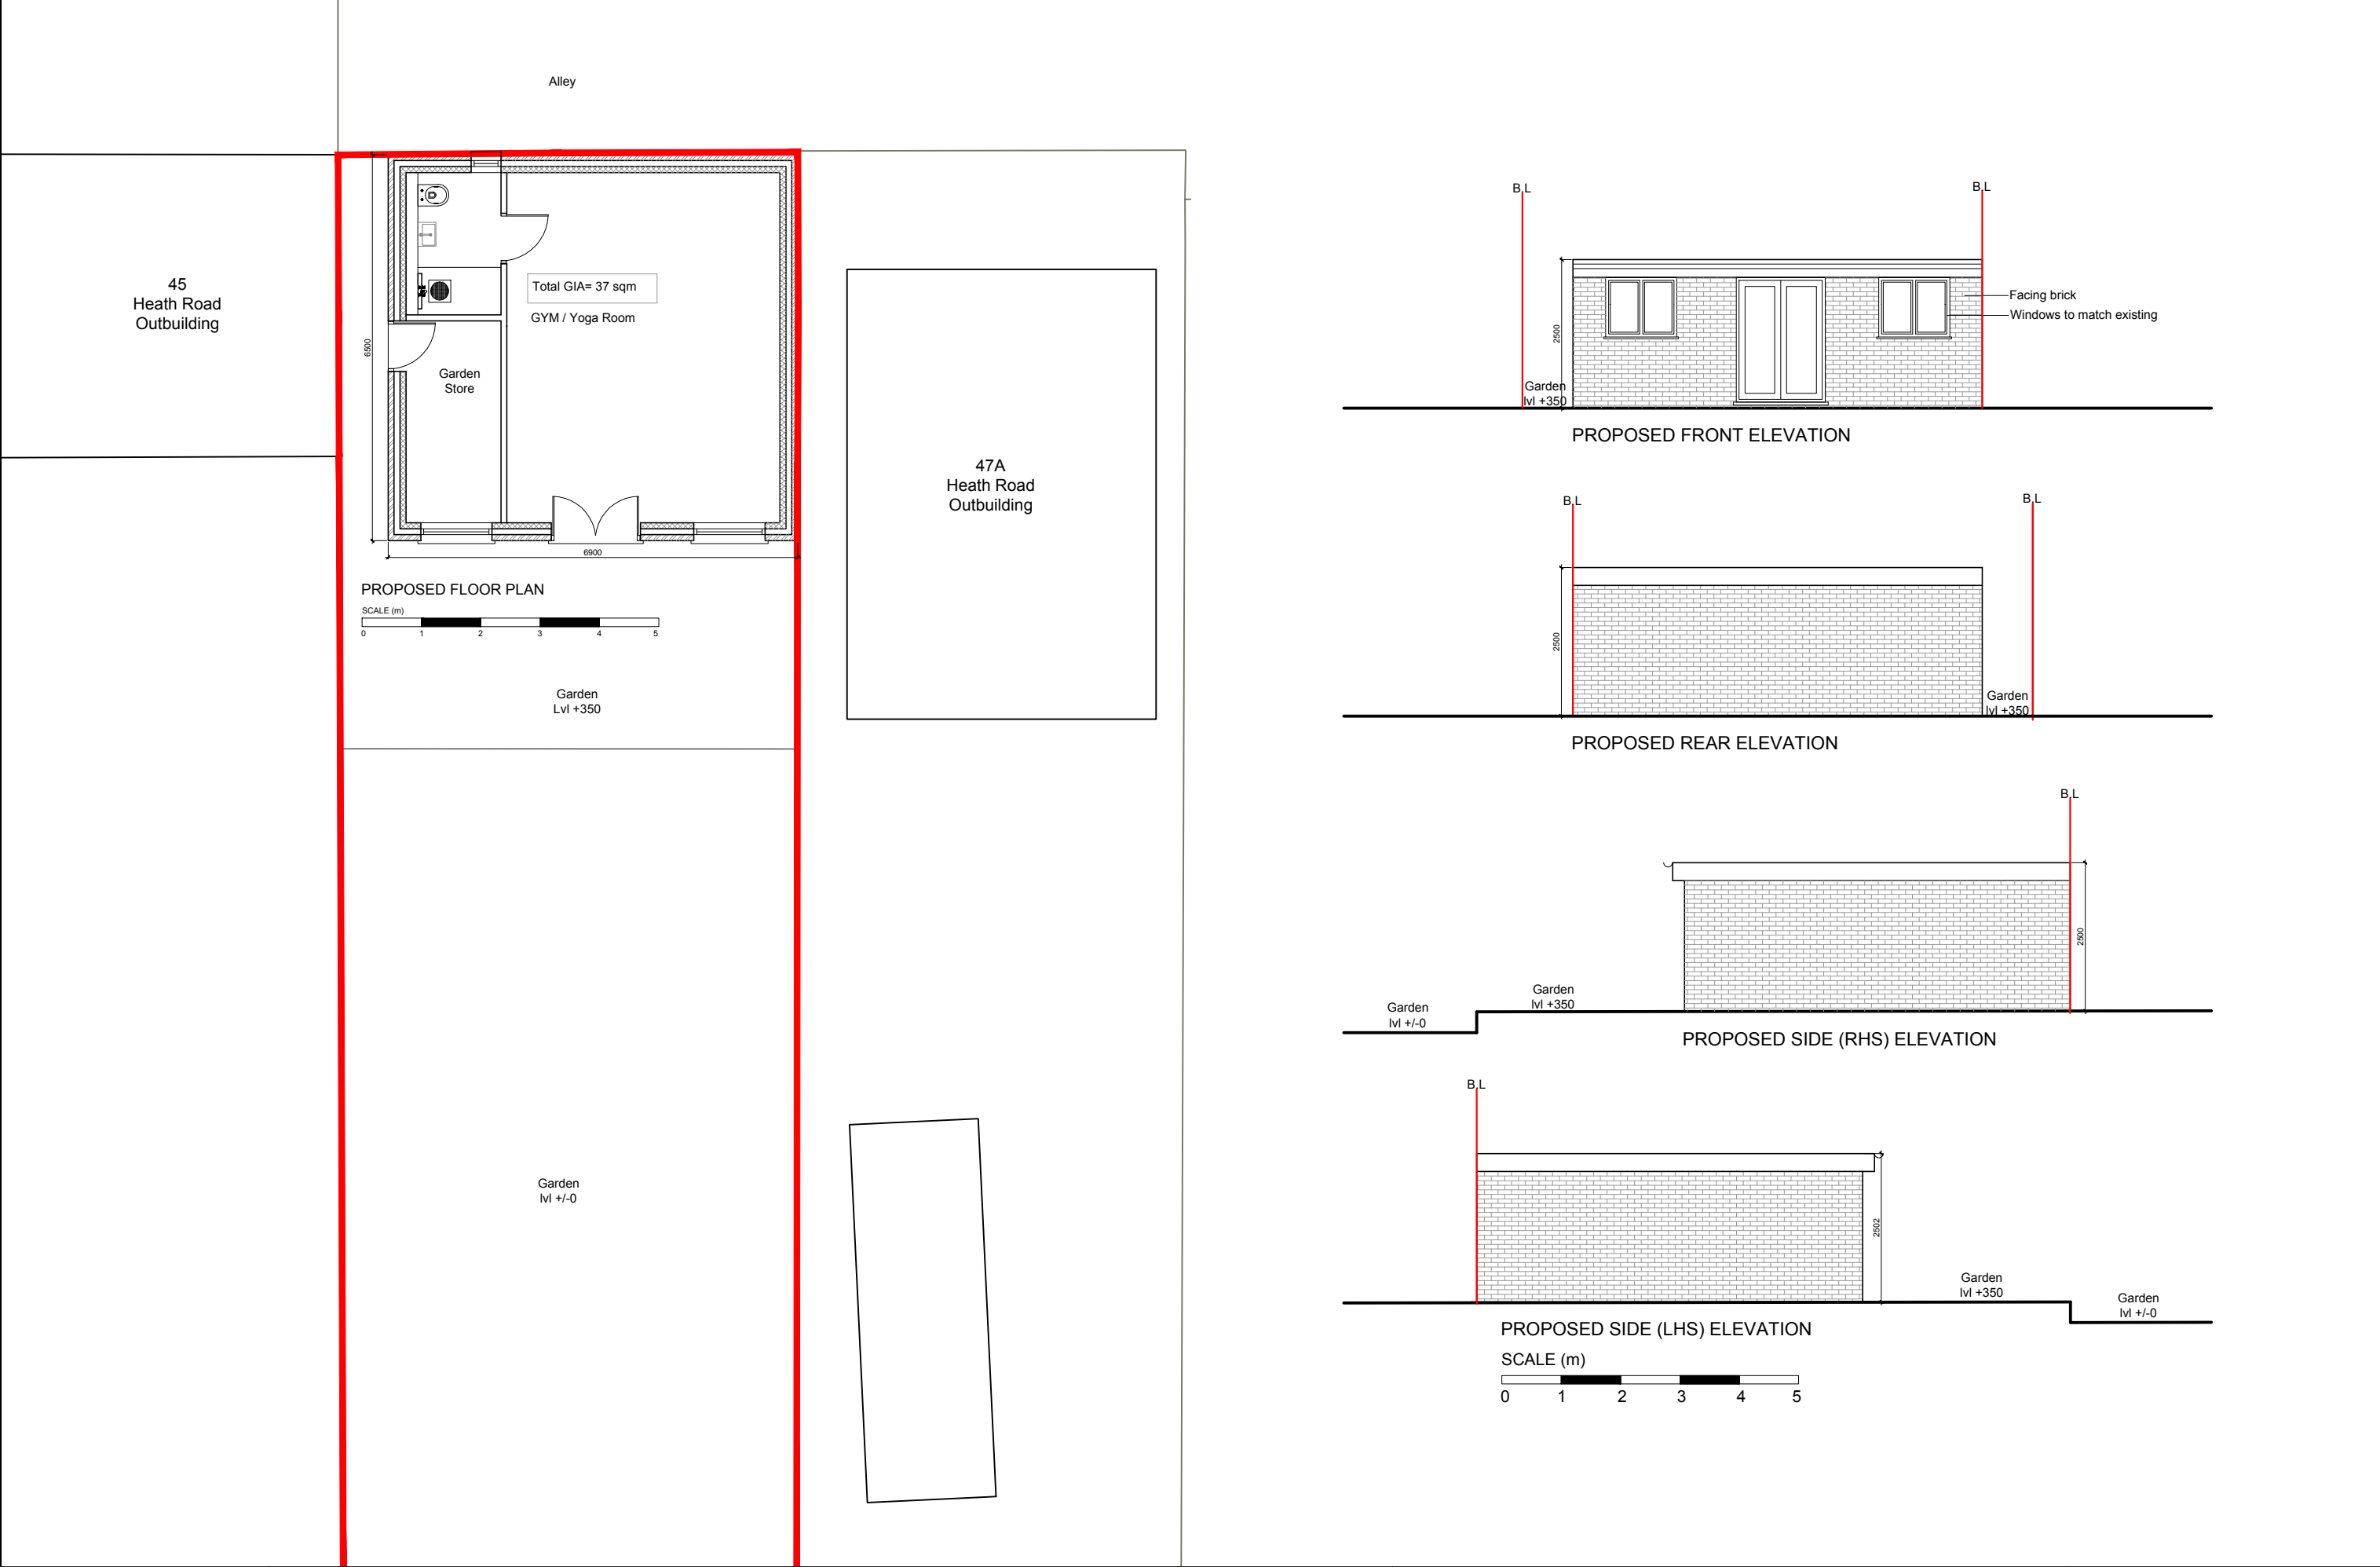 Alley
45
Heath Road
Outbuilding
Total GIA= 37 sqm
GYM / Yoga Room
6500
Garden
Store
6900
47A
Heath Road
Outbuilding
PROPOSED FLOOR PLAN
SCALE (m)
0 1 2 3 4 5
Garden
Lvl +350
Garden
lvl +/-0
B.L
B.L
2500
Facing brick
Windows to match existing
Garden
lvl +350
PROPOSED FRONT ELEVATION
B.L
B.L
2500
Garden
lvl +350
PROPOSED REAR ELEVATION
B.L
2500
Garden
lvl +350
Garden
lvl +/-0
PROPOSED SIDE (RHS) ELEVATION
B.L
2502
Garden
lvl +350
Garden
lvl +/-0
PROPOSED SIDE (LHS) ELEVATION
SCALE (m)
0 1 2 3 4 5